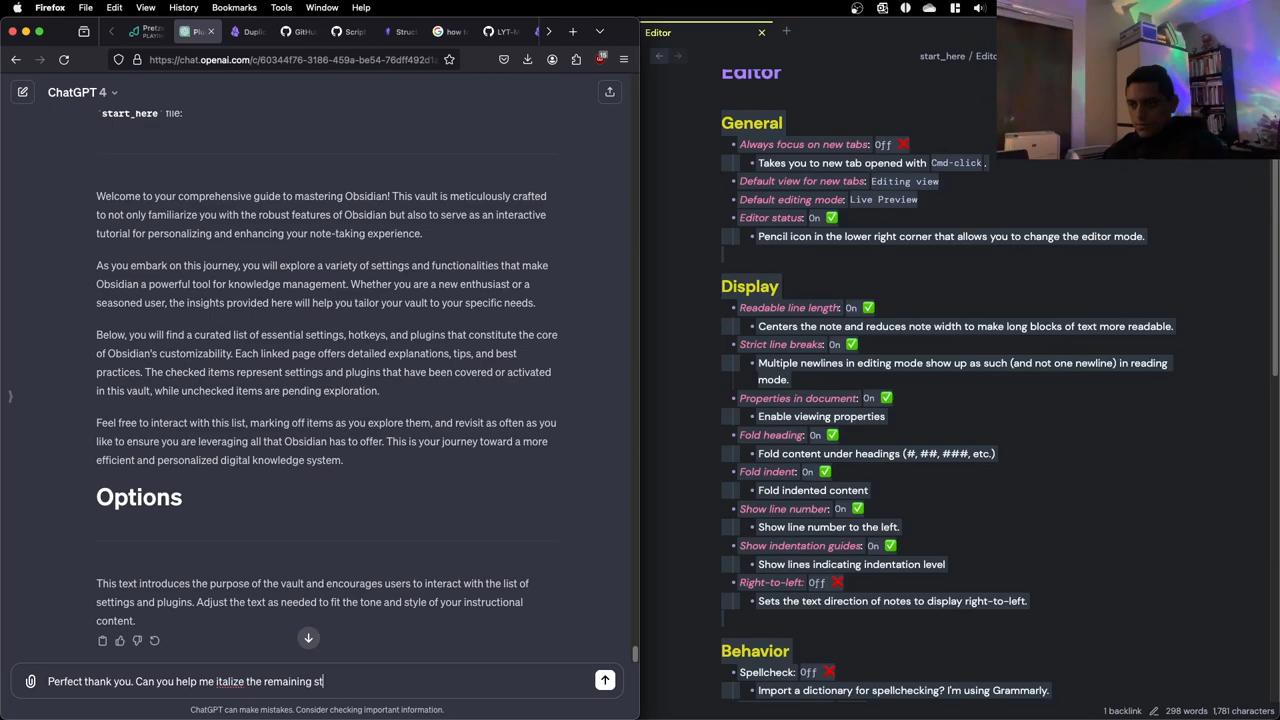 Firefox File Edit View History Bookmarks Tools Window Help
Pretz
PLAYI
Plu
Duplic
GitHu
Script
Struct
how t
LYT-M
https://chat.openai.com/c/60344f76-3186-459a-be54-76dff492d1
15
ChatGPT 4
`start_here` file:
Welcome to your comprehensive guide to mastering Obsidian! This vault is meticulously crafted
to not only familiarize you with the robust features of Obsidian but also to serve as an interactive
tutorial for personalizing and enhancing your note-taking experience.
As you embark on this journey, you will explore a variety of settings and functionalities that make
Obsidian a powerful tool for knowledge management. Whether you are a new enthusiast or a
seasoned user, the insights provided here will help you tailor your vault to your specific needs.
Below, you will find a curated list of essential settings, hotkeys, and plugins that constitute the core
of Obsidian's customizability. Each linked page offers detailed explanations, tips, and best
practices. The checked items represent settings and plugins that have been covered or activated
in this vault, while unchecked items are pending exploration.
Feel free to interact with this list, marking off items as you explore them, and revisit as often as you
like to ensure you are leveraging all that Obsidian has to offer. This is your journey toward a more
efficient and personalized digital knowledge system.
Options
This text introduces the purpose of the vault and encourages users to interact with the list of
settings and plugins. Adjust the text as needed to fit the tone and style of your instructional
content.
Perfect thank you. Can you help me italize the remaining st
ChatGPT can make mistakes. Consider checking important information.
Editor
start_here / Edito
Editor
General
Always focus on new tabs: Off ❌
Takes you to new tab opened with Cmd-click.
Default view for new tabs: Editing view
Default editing mode: Live Preview
Editor status: On ✅
Pencil icon in the lower right corner that allows you to change the editor mode.
Display
Readable line length: On ✅
Centers the note and reduces note width to make long blocks of text more readable.
Strict line breaks: On ✅
Multiple newlines in editing mode show up as such (and not one newline) in reading
mode.
Properties in document: On ✅
Enable viewing properties
Fold heading: On ✅
Fold content under headings (#, ##, ###, etc.)
Fold indent: On ✅
Fold indented content
Show line number: On ✅
Show line number to the left.
Show indentation guides: On ✅
Show lines indicating indentation level
Right-to-left: Off ❌
Sets the text direction of notes to display right-to-left.
Behavior
Spellcheck: Off ❌
Import a dictionary for spellchecking? I'm using Grammarly.
1 backlink 298 words 1,781 characters